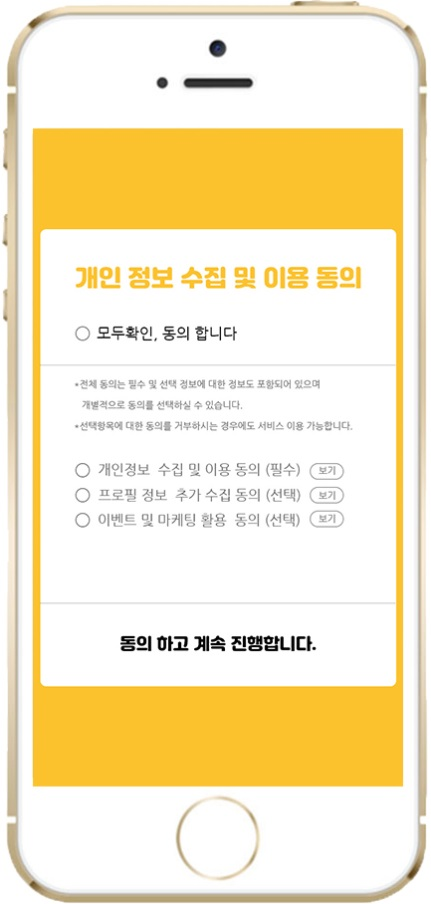 개인 정보 수집 및 이용 동의
모두확인, 동의 합니다
*전체 동의는 필수 및 선택 정보에 대한 정보도 포함되어 있으며
개별적으로 동의를 선택하실 수 있습니다.
*선택항목에 대한 동의를 거부하시는 경우에도 서비스 이용 가능합니다.
개인정보 수집 및 이용 동의 (필수) 보기
프로필 정보 추가 수집 동의 (선택) 보기
이벤트 및 마케팅 활용 동의 (선택) 보기
동의 하고 계속 진행합니다.